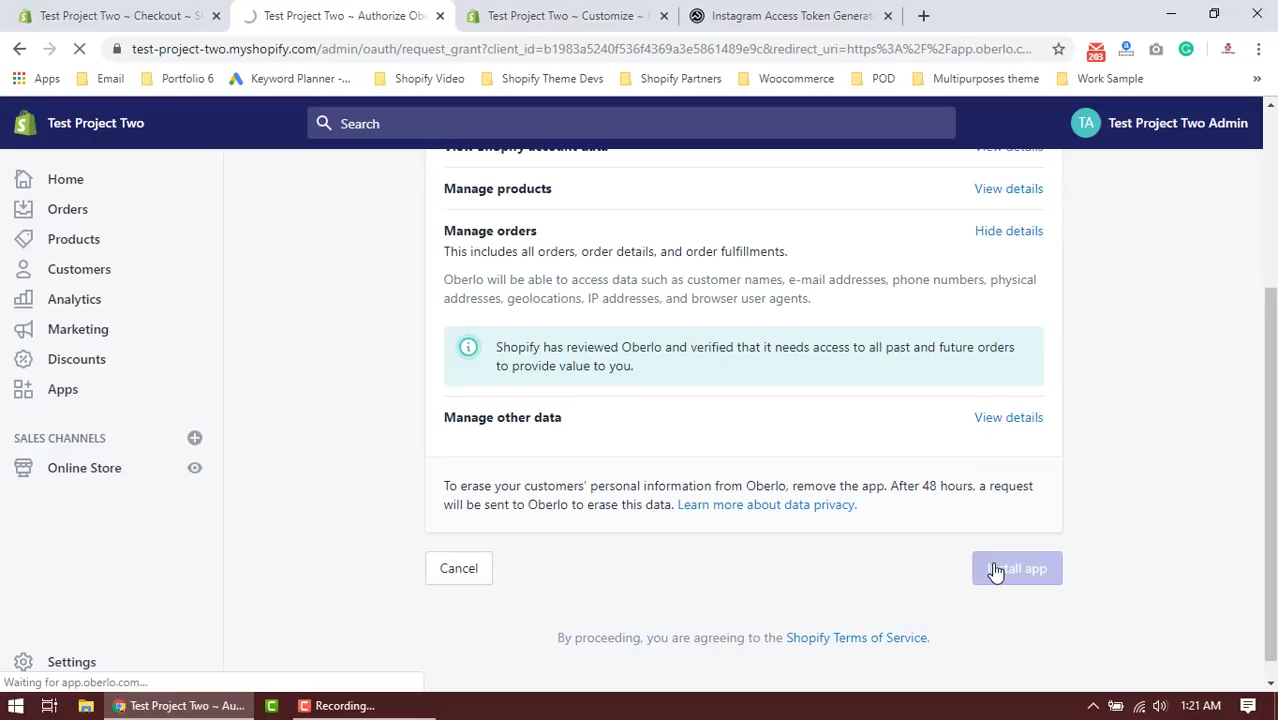 Test Project Two ~ Checkout ~ S
Test Project Two ~ Authorize Ob
Test Project Two ~ Customize ~
Instagram Access Token Generat
test-project-two.myshopify.com/admin/oauth/request_grant?client_id=b1983a5240f536f4369a3e5861489e9c&redirect_uri=https%3A%2F%2Fapp.oberlo.c...
203
Apps
Email
Portfolio 6
Keyword Planner -...
Shopify Video
Shopify Theme Devs
Shopify Partners
Woocommerce
POD
Multipurposes theme
Work Sample
»
Test Project Two
Search
TA
Test Project Two Admin
Home
Orders
Products
Customers
Analytics
Marketing
Discounts
Apps
SALES CHANNELS
Online Store
Settings
View Shopify account data
View details
Manage products
View details
Manage orders
Hide details
This includes all orders, order details, and order fulfillments.
Oberlo will be able to access data such as customer names, e-mail addresses, phone numbers, physical
addresses, geolocations, IP addresses, and browser user agents.
Shopify has reviewed Oberlo and verified that it needs access to all past and future orders
to provide value to you.
Manage other data
View details
To erase your customers' personal information from Oberlo, remove the app. After 48 hours, a request
will be sent to Oberlo to erase this data. Learn more about data privacy.
Cancel
Install app
By proceeding, you are agreeing to the Shopify Terms of Service.
Waiting for app.oberlo.com...
Test Project Two ~ Au...
Recording...
1:21 AM